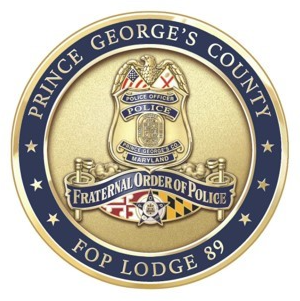 PRINCE GEORGE'S COUNTY
POLICE OFFICER
POLICE
PRINCE GEORGE'S CO.
MARYLAND
FRATERNAL ORDER OF POLICE
FOP LODGE 89